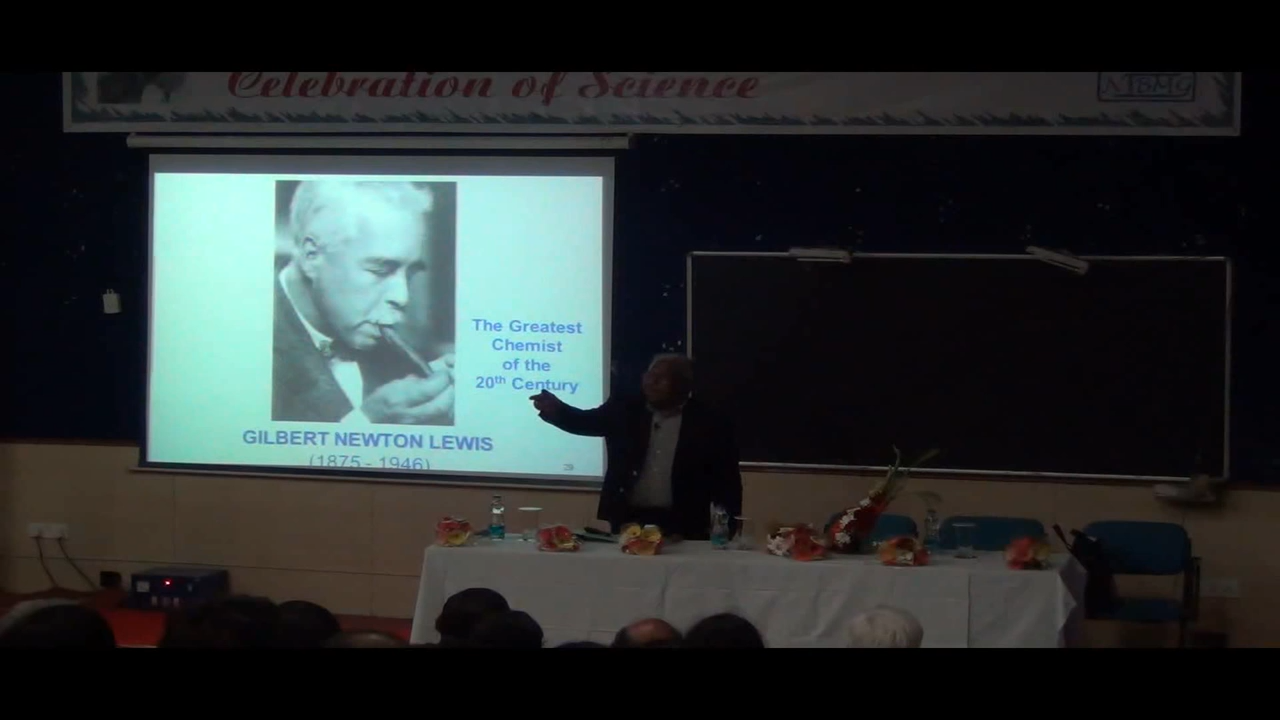 Celebration of Science
The Greatest
Chemist
of the
20th Century
GILBERT NEWTON LEWIS
(1875 - 1946)